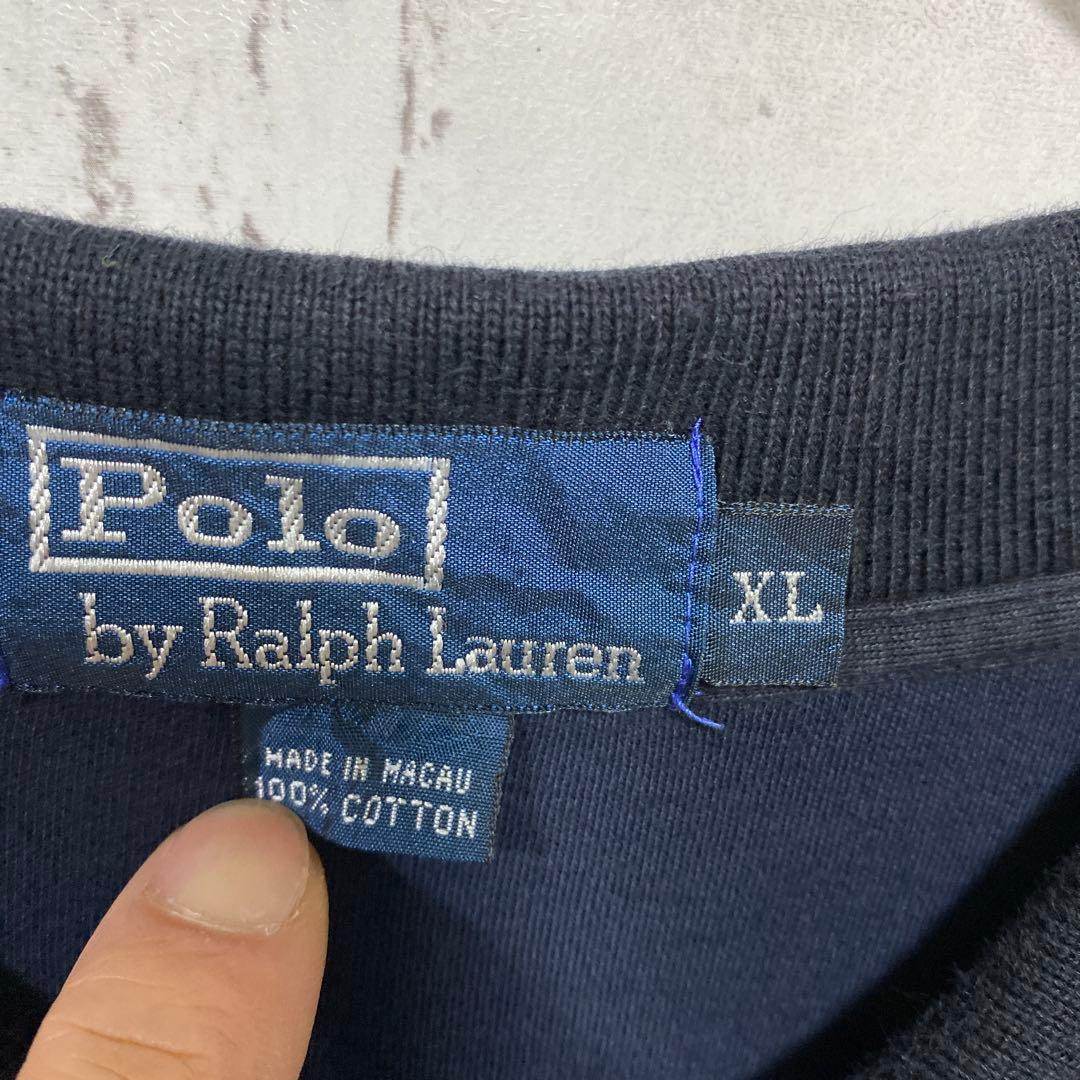 Polo
by Ralph Lauren
XL
MADE IN MACAU
100% COTTON